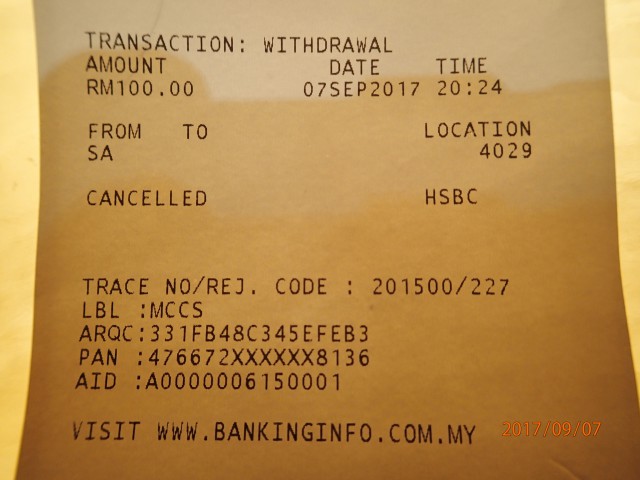 TRANSACTION: WITHDRAWAL
AMOUNT DATE TIME
RM100.00 07SEP2017 20:24
FROM TO LOCATION
SA 4029
CANCELLED HSBC
TRACE NO/REJ. CODE : 201500/227
LBL :MCCS
ARQC:331FB48C345EFEB3
PAN :476672XXXXXX8136
AID :A0000006150001
VISIT WWW.BANKINGINFO.COM.MY
2017/09/07